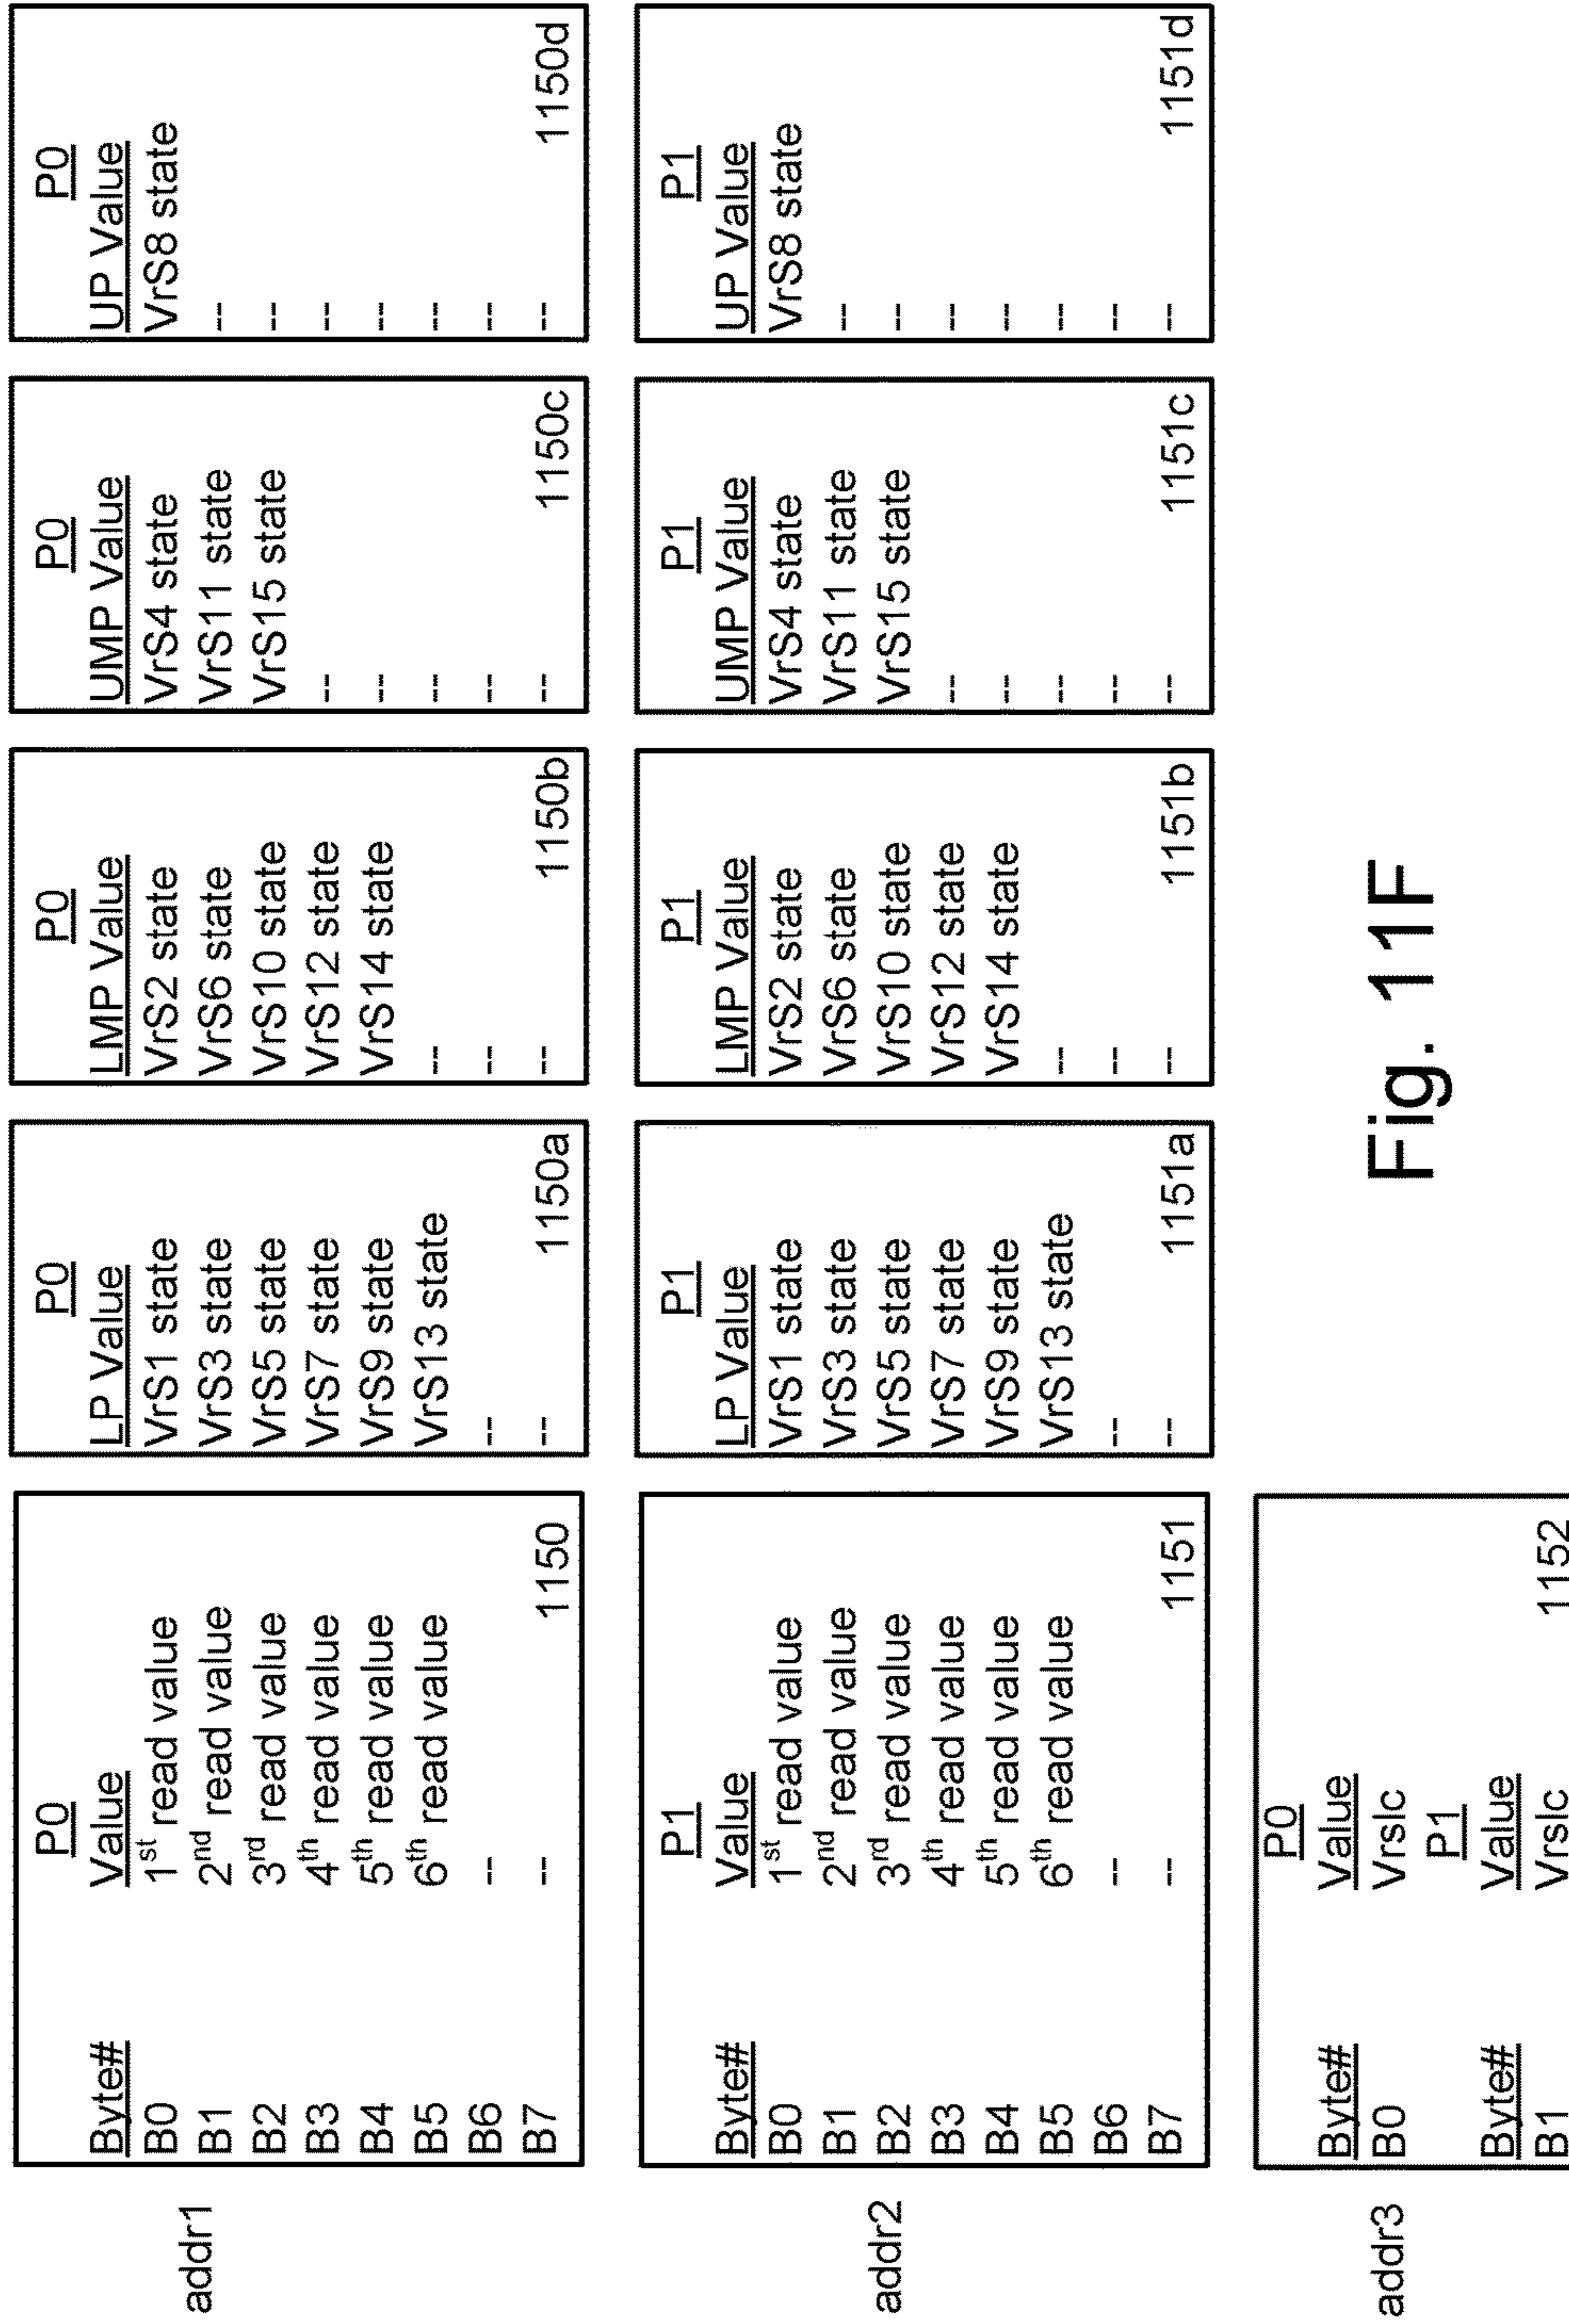 addr1
P0
Byte# Value
B0 1st read value
B1 2nd read value
B2 3rd read value
B3 4th read value
B4 5th read value
B5 6th read value
B6 --
B7 --
1150
P0
LP Value
VrS1 state
VrS3 state
VrS5 state
VrS7 state
VrS9 state
VrS13 state
--
--
1150a
P0
LMP Value
VrS2 state
VrS6 state
VrS10 state
VrS12 state
VrS14 state
--
--
--
1150b
P0
UMP Value
VrS4 state
VrS11 state
VrS15 state
--
--
--
--
--
1150c
P0
UP Value
VrS8 state
--
--
--
--
--
--
--
1150d
addr2
P1
Byte# Value
B0 1st read value
B1 2nd read value
B2 3rd read value
B3 4th read value
B4 5th read value
B5 6th read value
B6 --
B7 --
1151
P1
LP Value
VrS1 state
VrS3 state
VrS5 state
VrS7 state
VrS9 state
VrS13 state
--
--
1151a
P1
LMP Value
VrS2 state
VrS6 state
VrS10 state
VrS12 state
VrS14 state
--
--
--
1151b
P1
UMP Value
VrS4 state
VrS11 state
VrS15 state
--
--
--
--
--
1151c
P1
UP Value
VrS8 state
--
--
--
--
--
--
--
1151d
addr3
P0
Byte# Value
B0 Vrslc
P1
Byte# Value
B1 Vrslc
1152
Fig. 11F